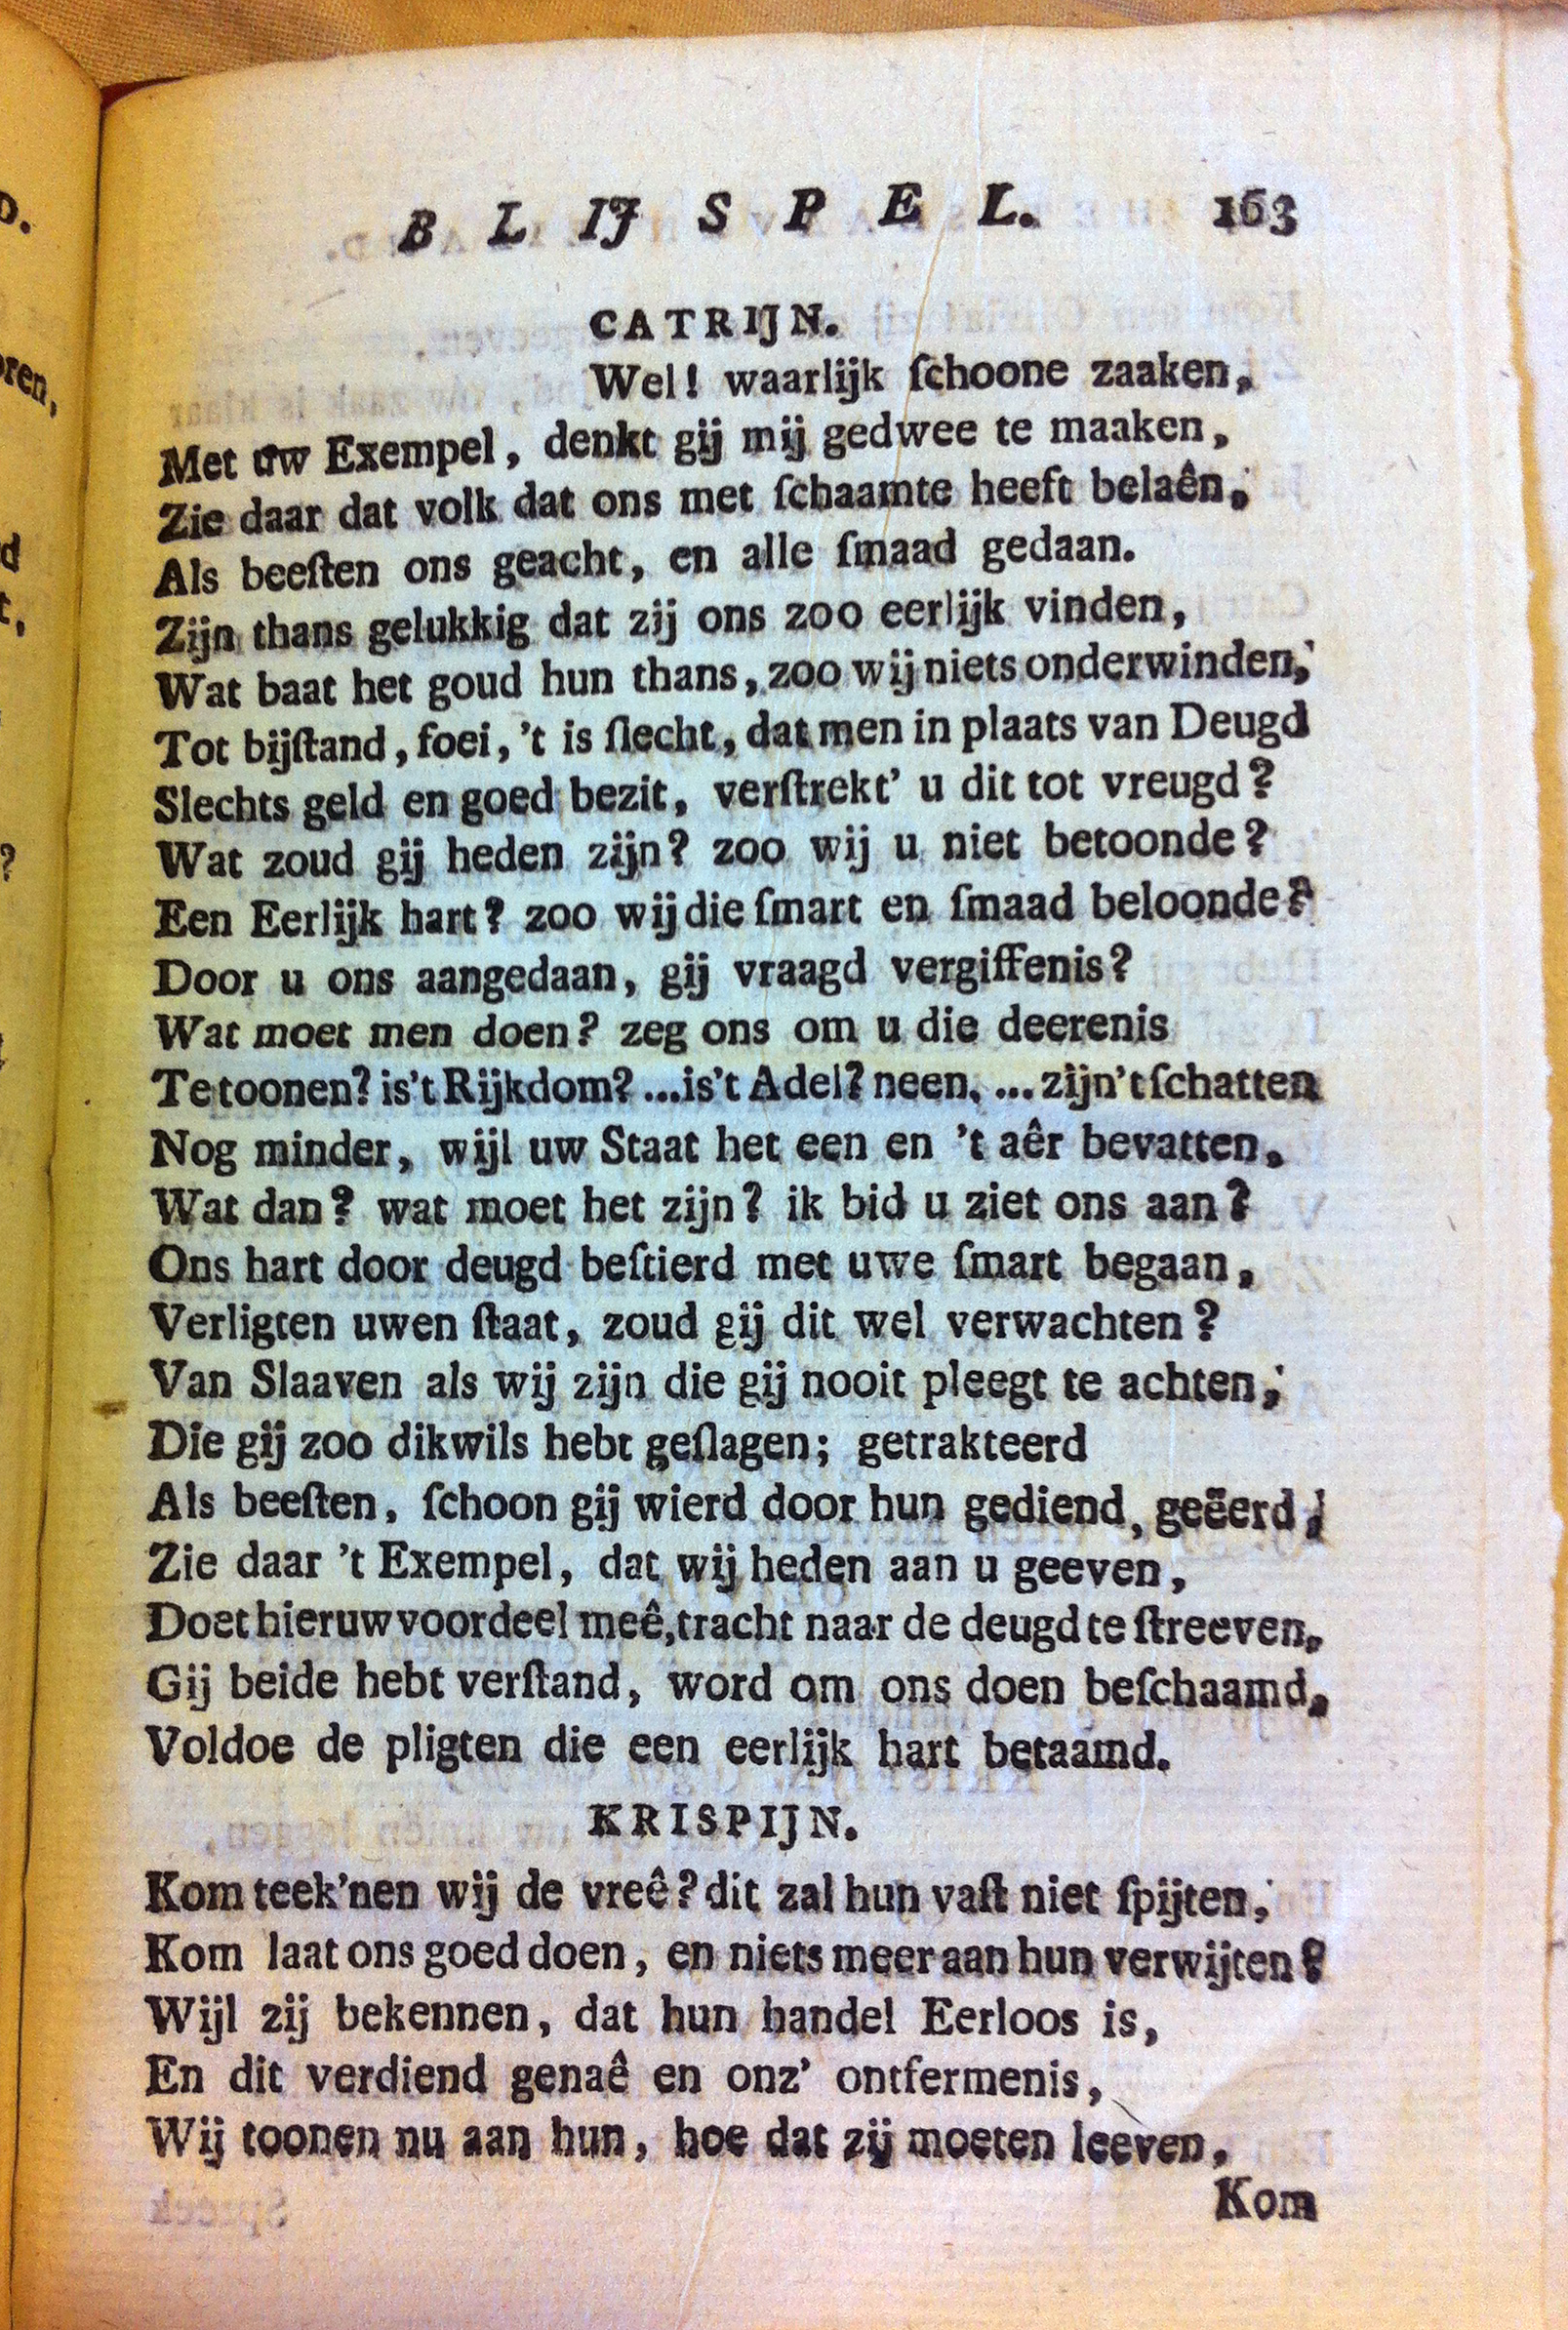 BLIJSPEL. 163
CATRIJN.
Wel! waarlijk ſchoone zaaken,
Met uw Exempel, denkt gij mij gedwee te maaken,
Zie daar dat volk dat ons met ſchaamte heeft belaên,
Als beeſten ons geacht, en alle ſmaad gedaan.
Zijn thans gelukkig dat zij ons zoo eerlijk vinden,
Wat baat het goud hun thans, zoo wij niets onderwinden,
Tot bijſtand, foei, 't is ſlecht, dat men in plaats van Deugd
Slechts geld en goed bezit, verſtrekt' u dit tot vreugd?
Wat zoud gij heden zijn? zoo wij u niet betoonde?
Een Eerlijk hart? zoo wij die ſmart en ſmaad beloonde?
Door u ons aangedaan, gij vraagd vergiffenis?
Wat moet men doen? zeg ons om u die deerenis
Te toonen? is't Rijkdom? ...is't Adel? neen, ... zijn't ſchatten
Nog minder, wijl uw Staat het een en 't aêr bevatten,
Wat dan? wat moet het zijn? ik bid u ziet ons aan?
Ons hart door deugd beſtierd met uwe ſmart begaan,
Verligten uwen ſtaat, zoud gij dit wel verwachten?
Van Slaaven als wij zijn die gij nooit pleegt te achten,
Die gij zoo dikwils hebt geſlagen; getrakteerd
Als beeſten, ſchoon gij wierd door hun gediend, geëerd,
Zie daar 't Exempel, dat wij heden aan u geeven,
Doet hier uw voordeel meê, tracht naar de deugd te ſtreeven,
Gij beide hebt verſtand, word om ons doen beſchaamd,
Voldoe de pligten die een eerlijk hart betaamd.
KRISPIJN.
Kom teek'nen wij de vreê? dit zal hun vaſt niet ſpijten,
Kom laat ons goed doen, en niets meer aan hun verwijten?
Wijl zij bekennen, dat hun handel Eerloos is,
En dit verdiend genaê en onz' ontfermenis,
Wij toonen nu aan hun, hoe dat zij moeten leeven,
Kom